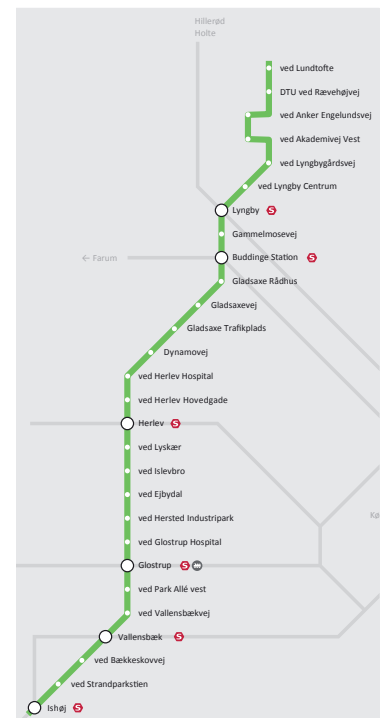 Hillerød
Holte
ved Lundtofte
DTU ved Rævehøjvej
ved Anker Engelundsvej
ved Akademivej Vest
ved Lyngbygårdsvej
ved Lyngby Centrum
Lyngby S
Gammelmosevej
← Farum
Buddinge Station S
Gladsaxe Rådhus
Gladsaxevej
Gladsaxe Trafikplads
Dynamovej
ved Herlev Hospital
ved Herlev Hovedgade
Herlev S
ved Lyskær
ved Islevbro
ved Ejbydal
ved Hersted Industripark
Kø
ved Glostrup Hospital
Glostrup S
ved Park Allé vest
ved Vallensbækvej
Vallensbæk S
ved Bækkeskovvej
ved Strandparkstien
Ishøj S